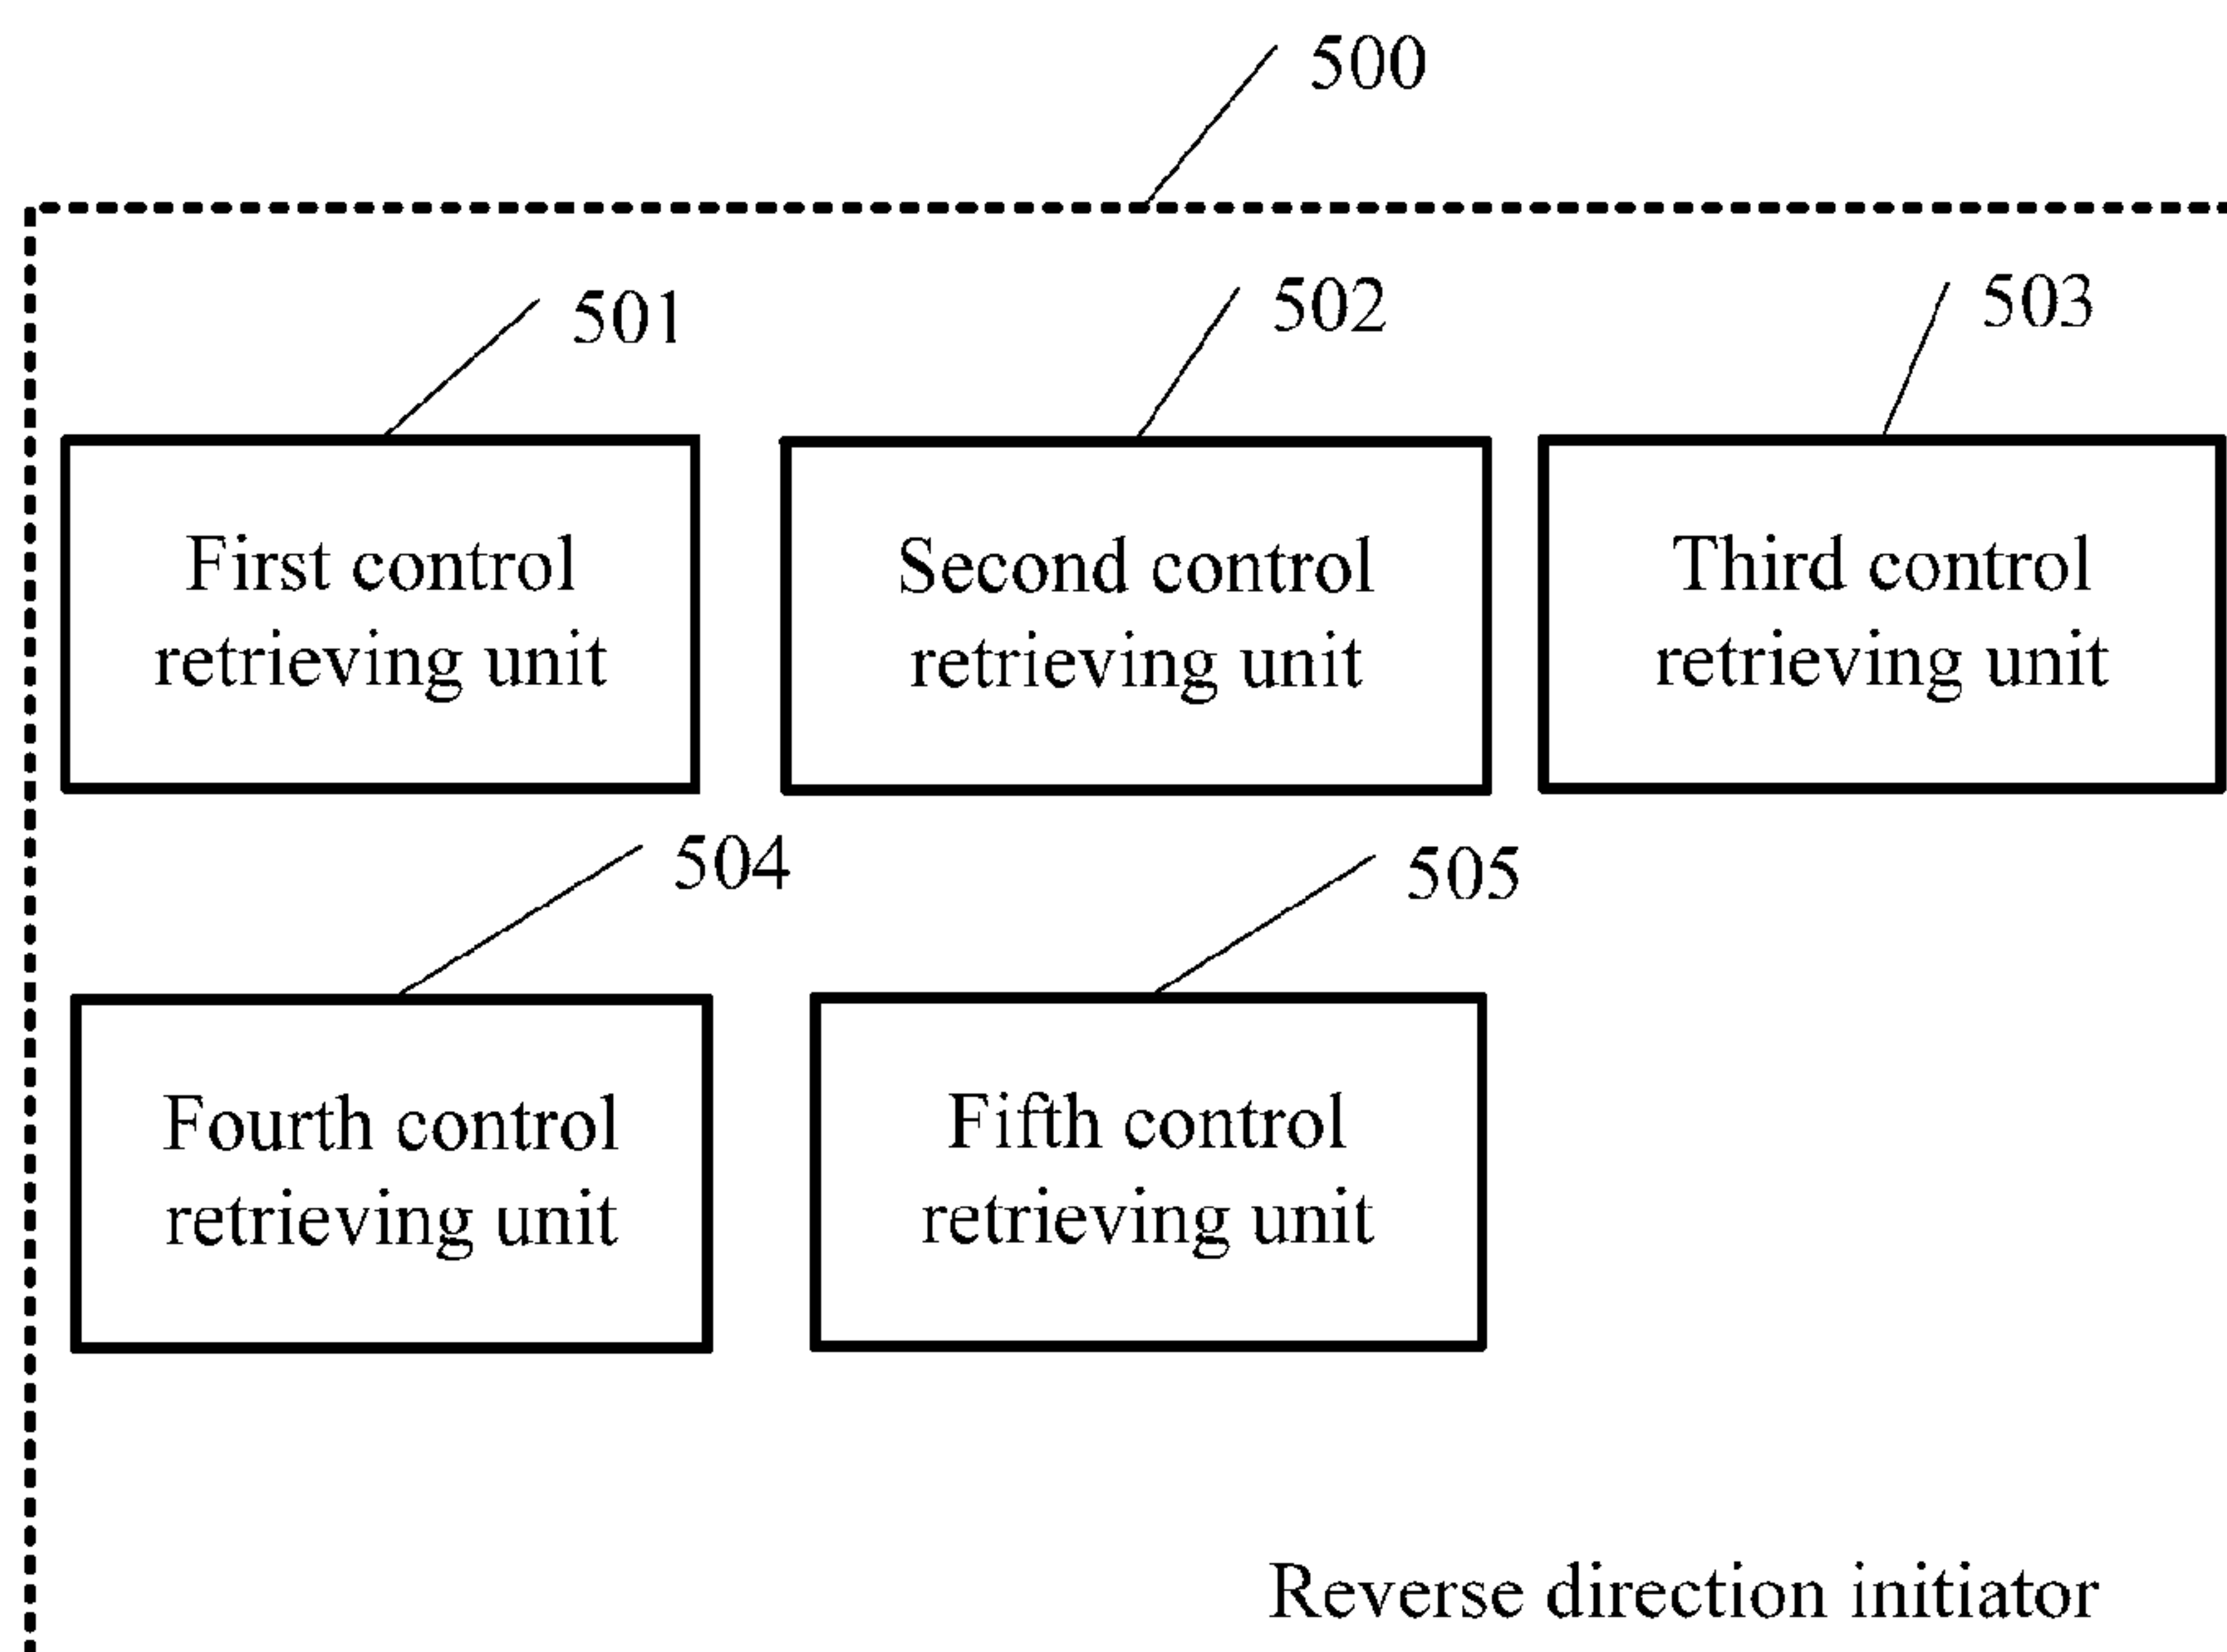 500
501
502
503
First control
retrieving unit
Second control
retrieving unit
Third control
retrieving unit
504
505
Fourth control
retrieving unit
Fifth control
retrieving unit
Reverse direction initiator